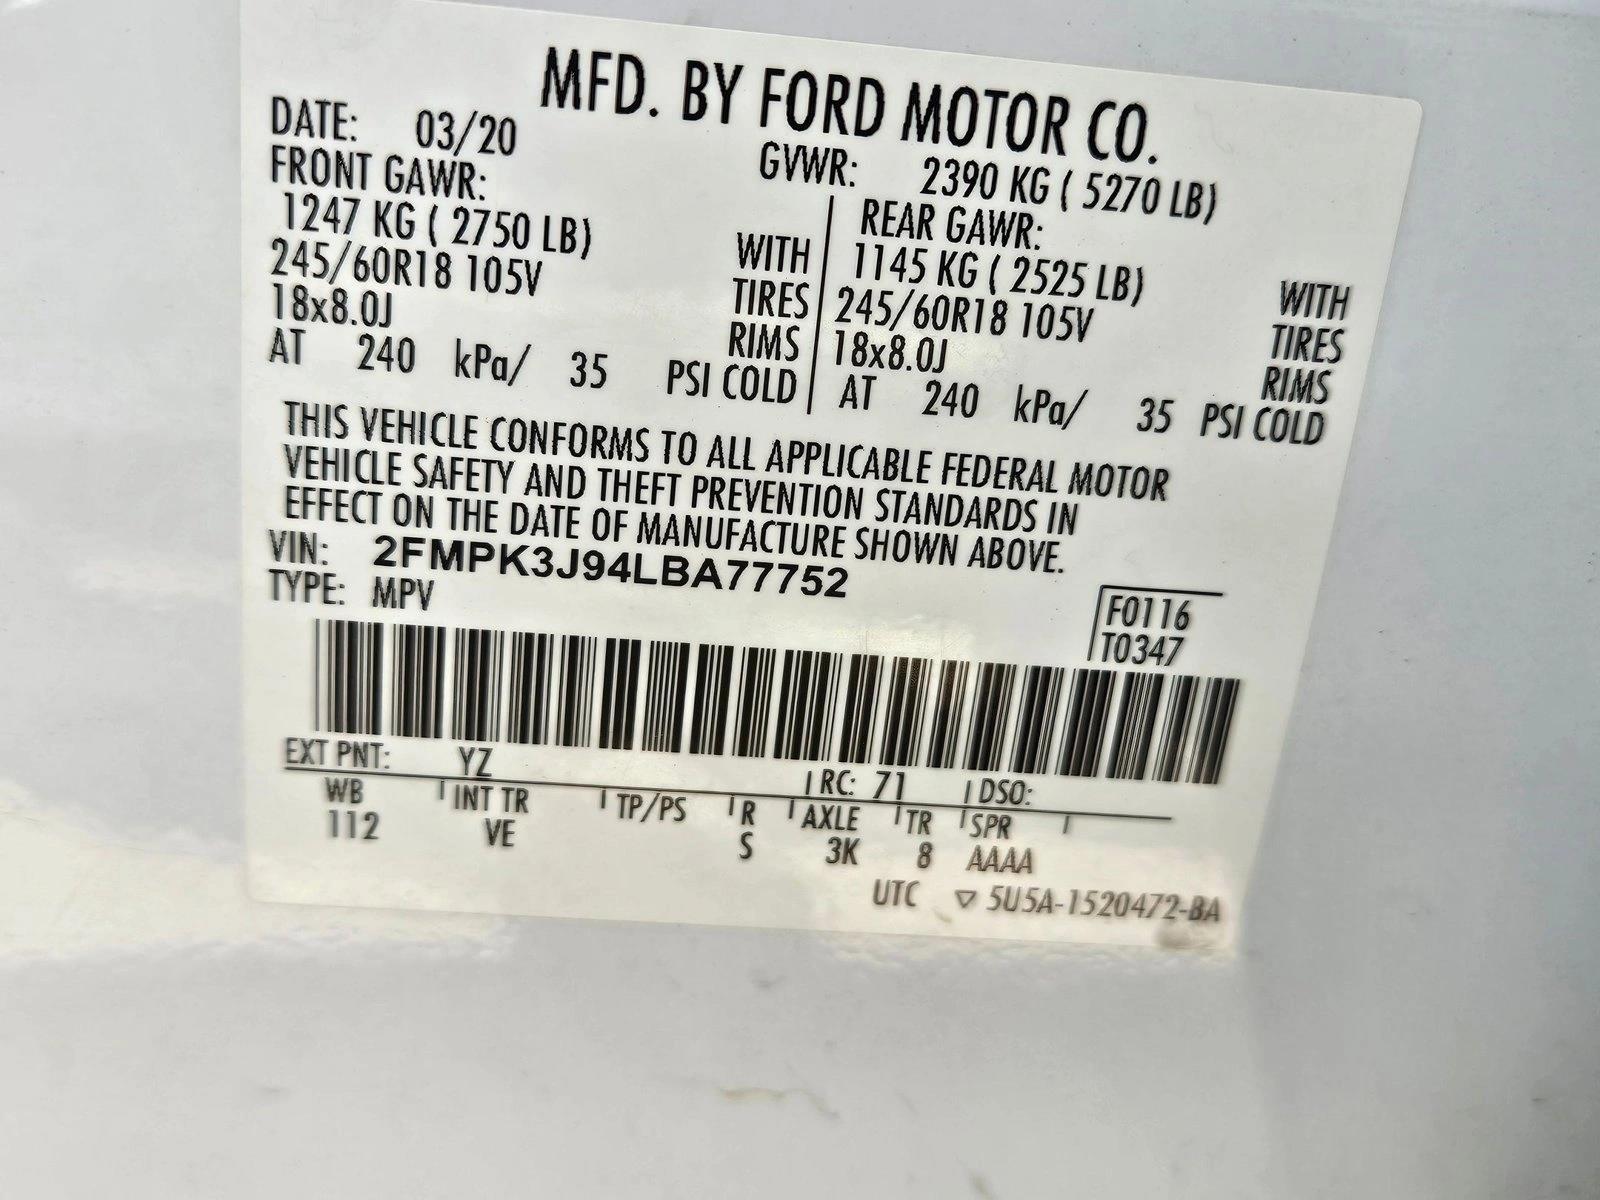 MFD. BY FORD MOTOR CO.
DATE: 03/20 GVWR: 2390 KG ( 5270 LB)
FRONT GAWR: REAR GAWR:
1247 KG ( 2750 LB) WITH 1145 KG ( 2525 LB) WITH
245/60R18 105V TIRES 245/60R18 105V TIRES
18x8.0J RIMS 18x8.0J RIMS
AT 240 kPa/ 35 PSI COLD AT 240 kPa/ 35 PSI COLD
THIS VEHICLE CONFORMS TO ALL APPLICABLE FEDERAL MOTOR
VEHICLE SAFETY AND THEFT PREVENTION STANDARDS IN
EFFECT ON THE DATE OF MANUFACTURE SHOWN ABOVE.
VIN: 2FMPK3J94LBA77752
TYPE: MPV
F0116
T0347
EXT PNT: YZ RC: 71 DSO:
WB INT TR TP/PS R AXLE TR SPR
112 VE S 3K 8 AAAA
UTC ▽ 5U5A-1520472-BA